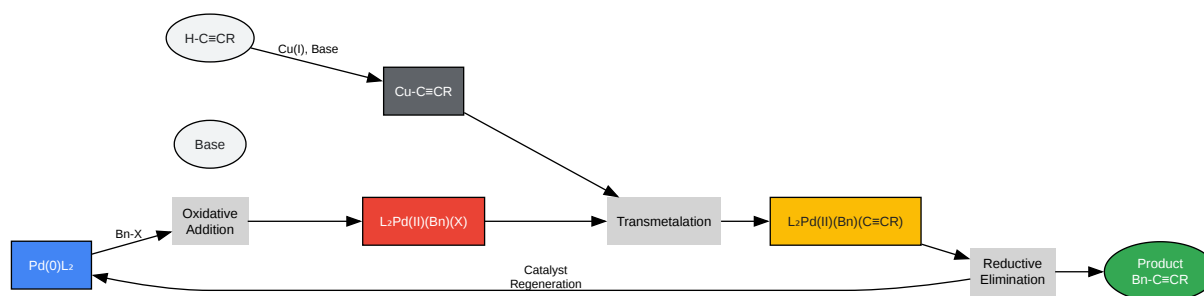 H-C≡CR
Cu(I), Base
Cu-C≡CR
Base
Pd(0)L₂
Bn-X
Oxidative
Addition
L₂Pd(II)(Bn)(X)
Transmetalation
L₂Pd(II)(Bn)(C≡CR)
Reductive
Elimination
Product
Bn-C≡CR
Catalyst
Regeneration